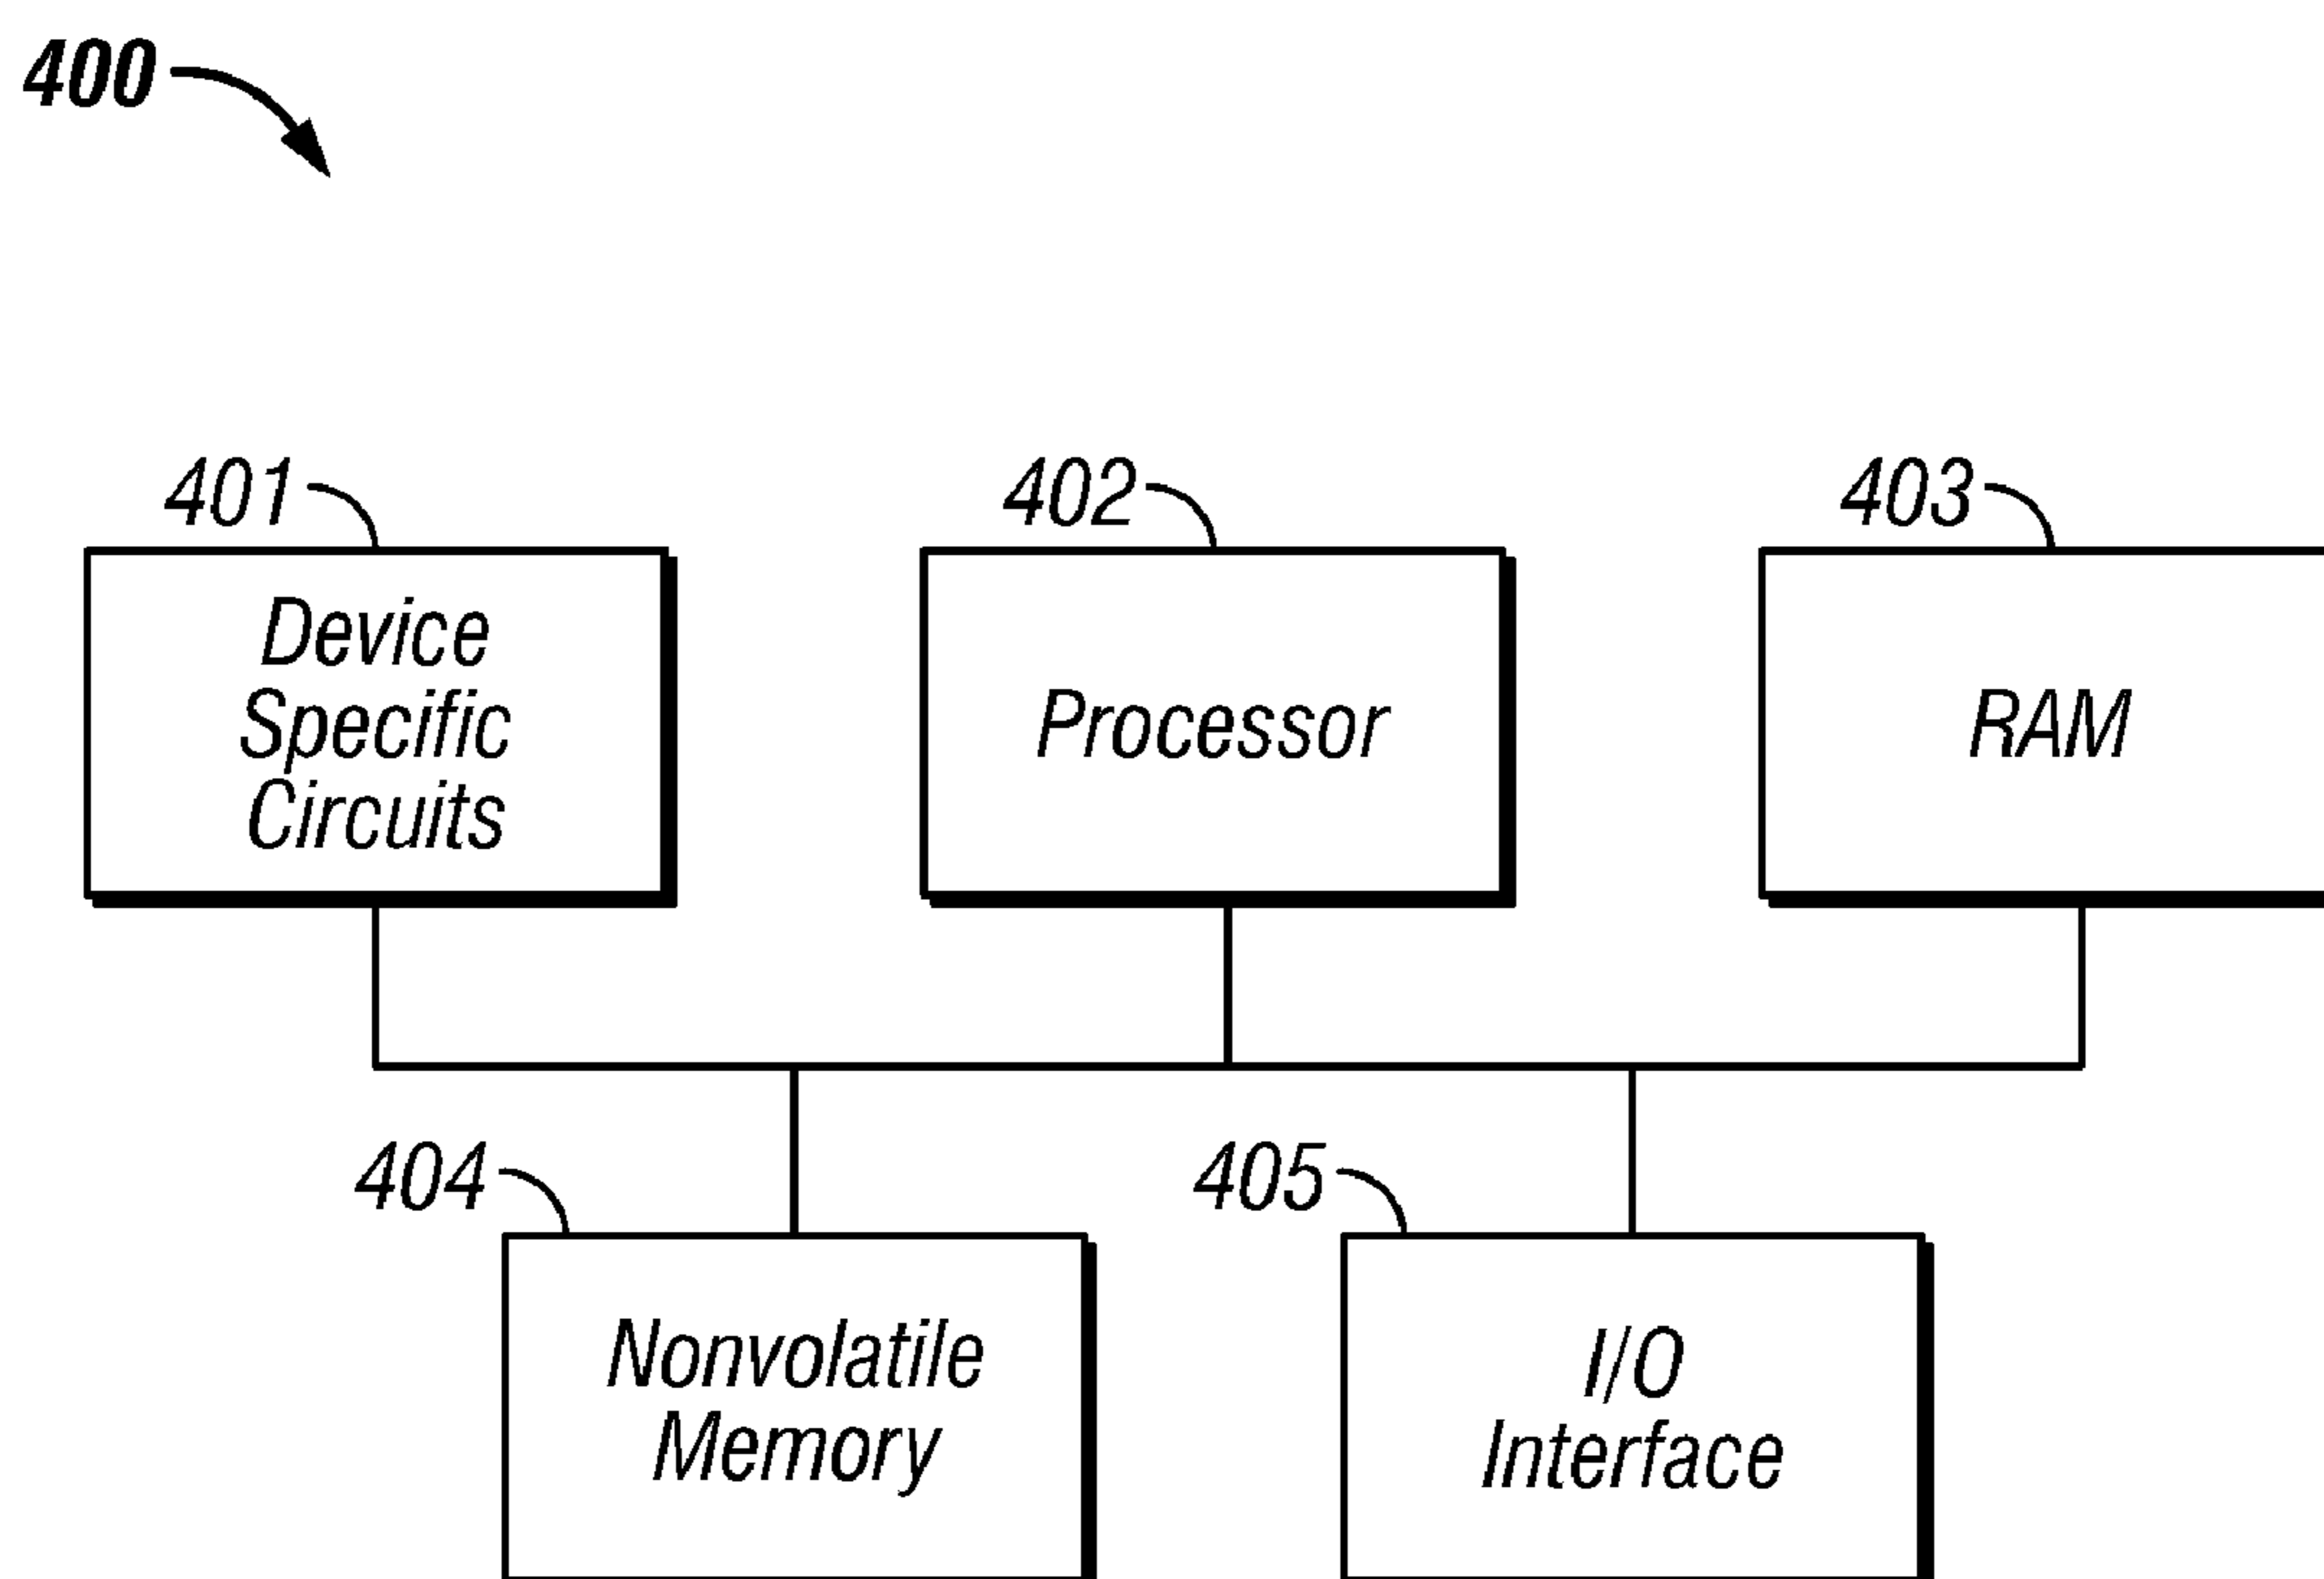 400
401
402
403
Device
Specific
Circuits
Processor
RAM
404
405
Nonvolatile
Memory
I/O
Interface